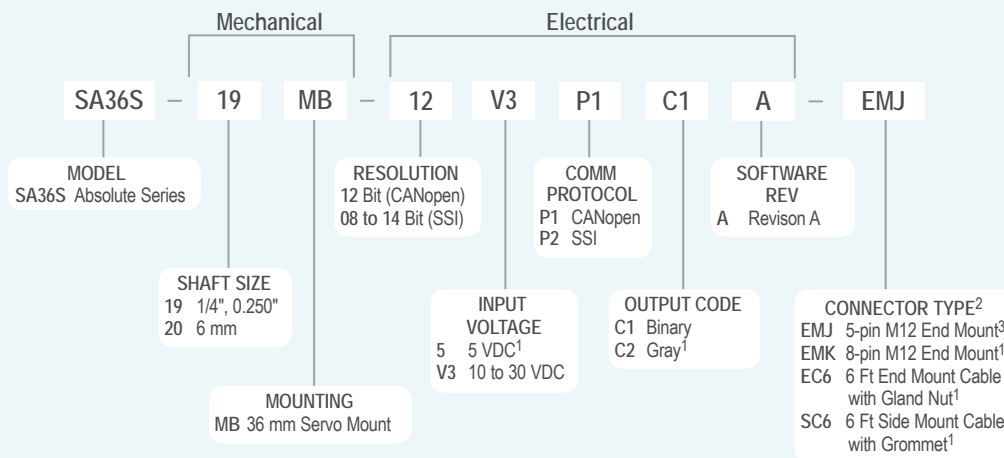 Mechanical
Electrical
SA36S – 19 MB – 12 V3 P1 C1 A – EMJ
MODEL
SA36S Absolute Series
SHAFT SIZE
19 1/4", 0.250"
20 6 mm
MOUNTING
MB 36 mm Servo Mount
RESOLUTION
12 Bit (CANopen)
08 to 14 Bit (SSI)
INPUT
VOLTAGE
5 5 VDC1
V3 10 to 30 VDC
COMM
PROTOCOL
P1 CANopen
P2 SSI
OUTPUT CODE
C1 Binary
C2 Gray1
SOFTWARE
REV
A Revison A
CONNECTOR TYPE2
EMJ 5-pin M12 End Mount3
EMK 8-pin M12 End Mount1
EC6 6 Ft End Mount Cable
with Gland Nut1
SC6 6 Ft Side Mount Cable
with Grommet1